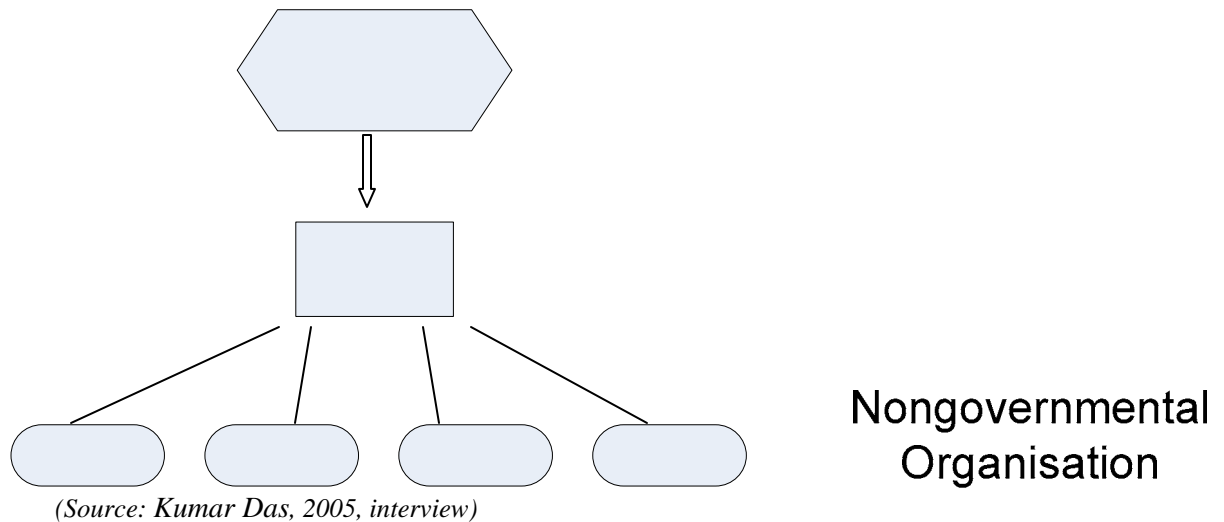 Nongovernmental
Organisation
(Source: Kumar Das, 2005, interview)